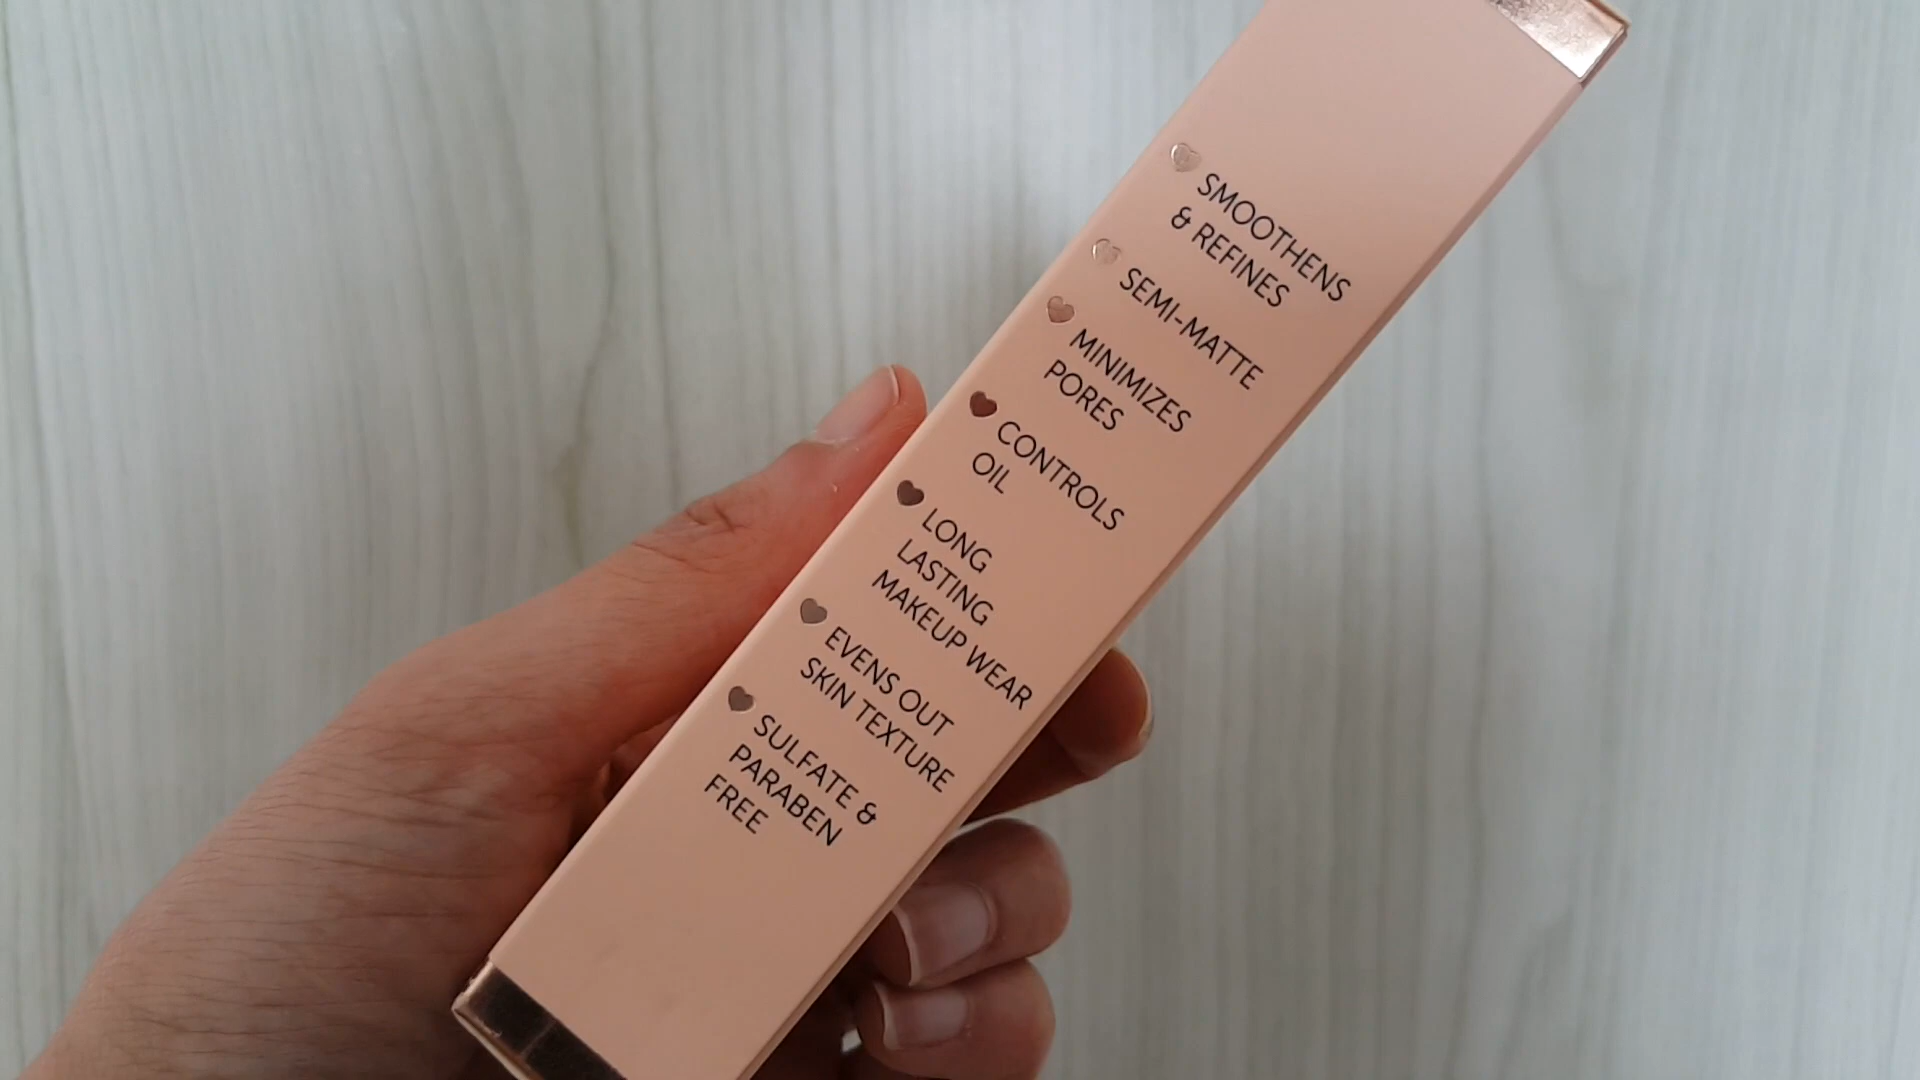 SMOOTHENS
& REFINES
SEMI-MATTE
MINIMIZES
PORES
CONTROLS
OIL
LONG
LASTING
MAKEUP WEAR
EVENS OUT
SKIN TEXTURE
SULFATE &
PARABEN
FREE